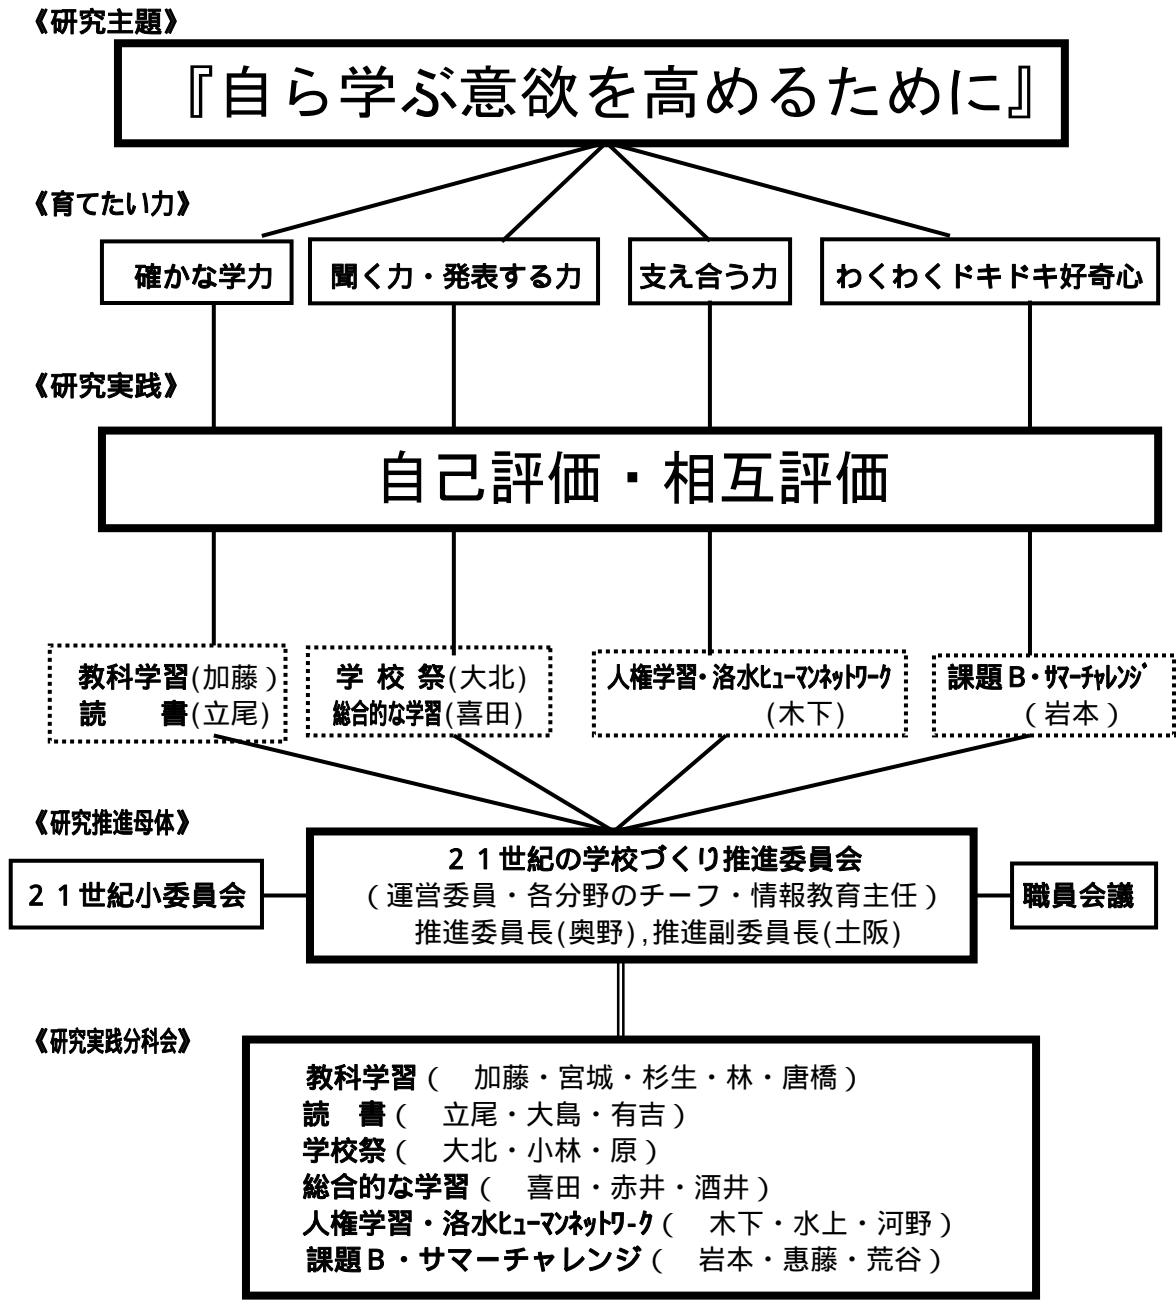 《研究主題》
『自ら学ぶ意欲を高めるために』
《育てたい力》
確かな学力
聞く力・発表する力
支え合う力
わくわくドキドキ好奇心
《研究実践》
自己評価・相互評価
教科学習(加藤)
読　　書(立尾)
学 校 祭(大北)
総合的な学習(喜田)
人権学習・洛水ﾋｭｰﾏﾝﾈｯﾄﾜｰｸ
(木下)
課題Ｂ・ｻﾏｰﾁｬﾚﾝｼﾞ
（岩本）
《研究推進母体》
２１世紀小委員会
２１世紀の学校づくり推進委員会
（運営委員・各分野のチーフ・情報教育主任）
推進委員長(奥野),推進副委員長(土阪)
職員会議
《研究実践分科会》
教科学習（　加藤・宮城・杉生・林・唐橋）
読　書（　立尾・大島・有吉）
学校祭（　大北・小林・原）
総合的な学習（　喜田・赤井・酒井）
人権学習・洛水ﾋｭｰﾏﾝﾈｯﾄﾜｰｸ（　木下・水上・河野）
課題Ｂ・サマーチャレンジ（　岩本・惠藤・荒谷）